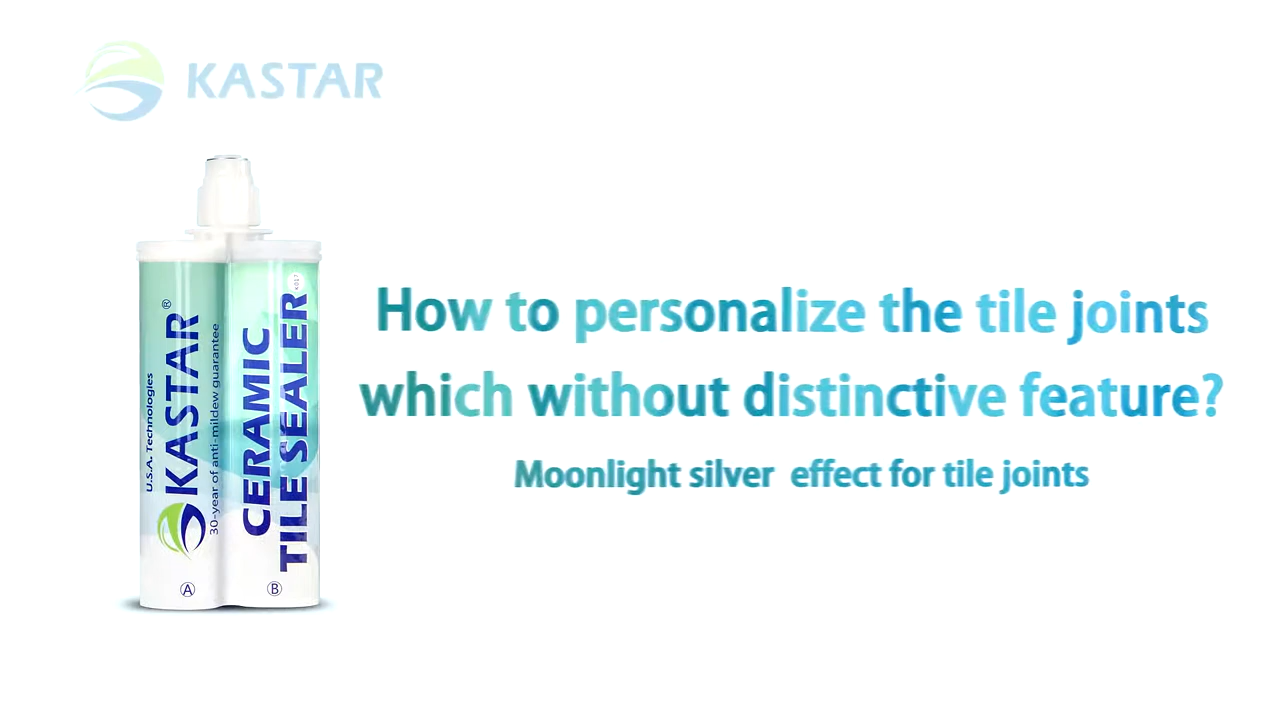 KASTAR
How to personalize the tile joints
which without distinctive feature?
Moonlight silver effect for tile joints
U.S.A. Technologies
KASTAR®
30-year of anti-mildew guarantee
CERAMIC
TILE SEALER
K017
A
B